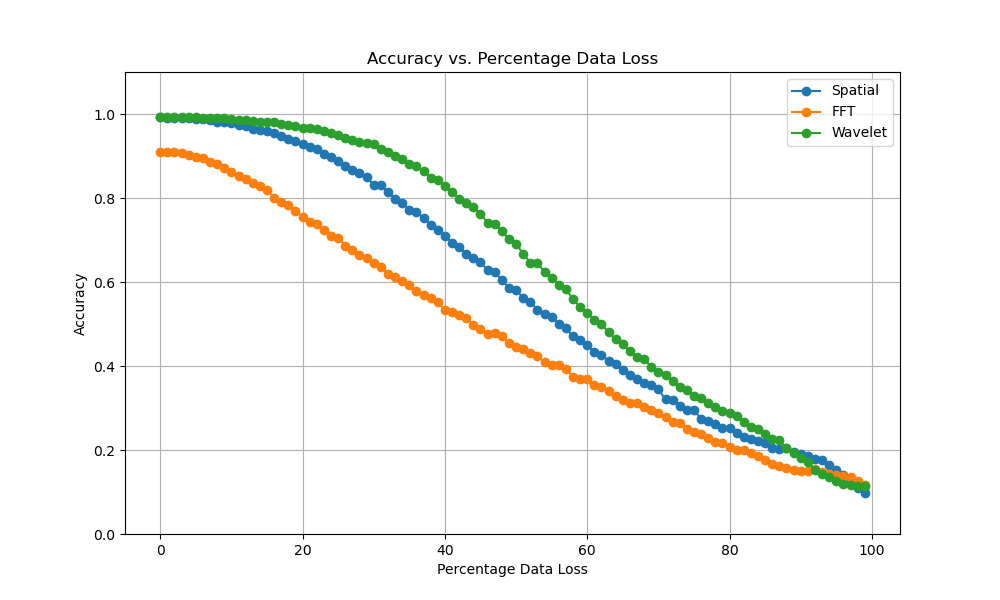 Accuracy vs. Percentage Data Loss
Spatial
FFT
Wavelet
1.0
0.8
0.6
0.4
0.2
0.0
Accuracy
0 20 40 60 80 100
Percentage Data Loss